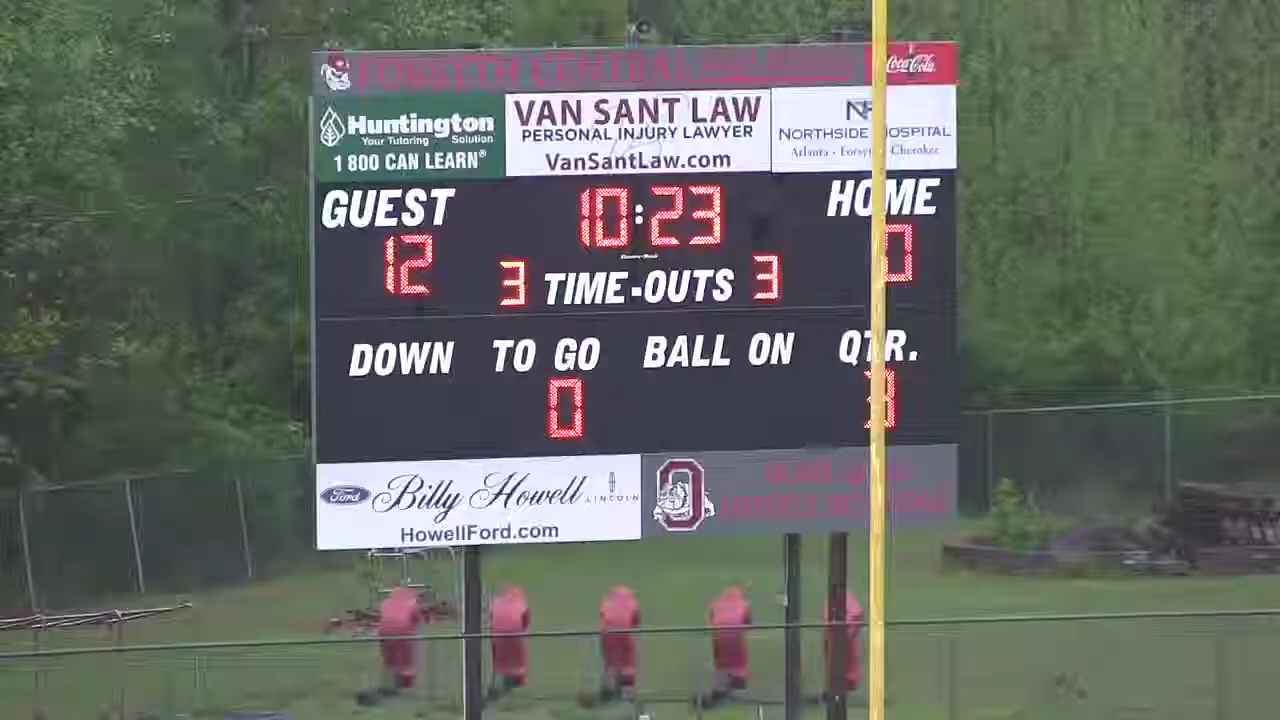 FORSYTH CENTRAL
Coca-Cola
Huntington
Your Tutoring Solution
1 800 CAN LEARN®
VAN SANT LAW
PERSONAL INJURY LAWYER
VanSantLaw.com
NORTHSIDE HOSPITAL
Atlanta - Forsyth Cherokee
GUEST 10:23 HOME
12 3 TIME-OUTS 3 0
DOWN TO GO BALL ON QTR.
0 3
Ford Billy Howell LINCOLN
HowellFord.com